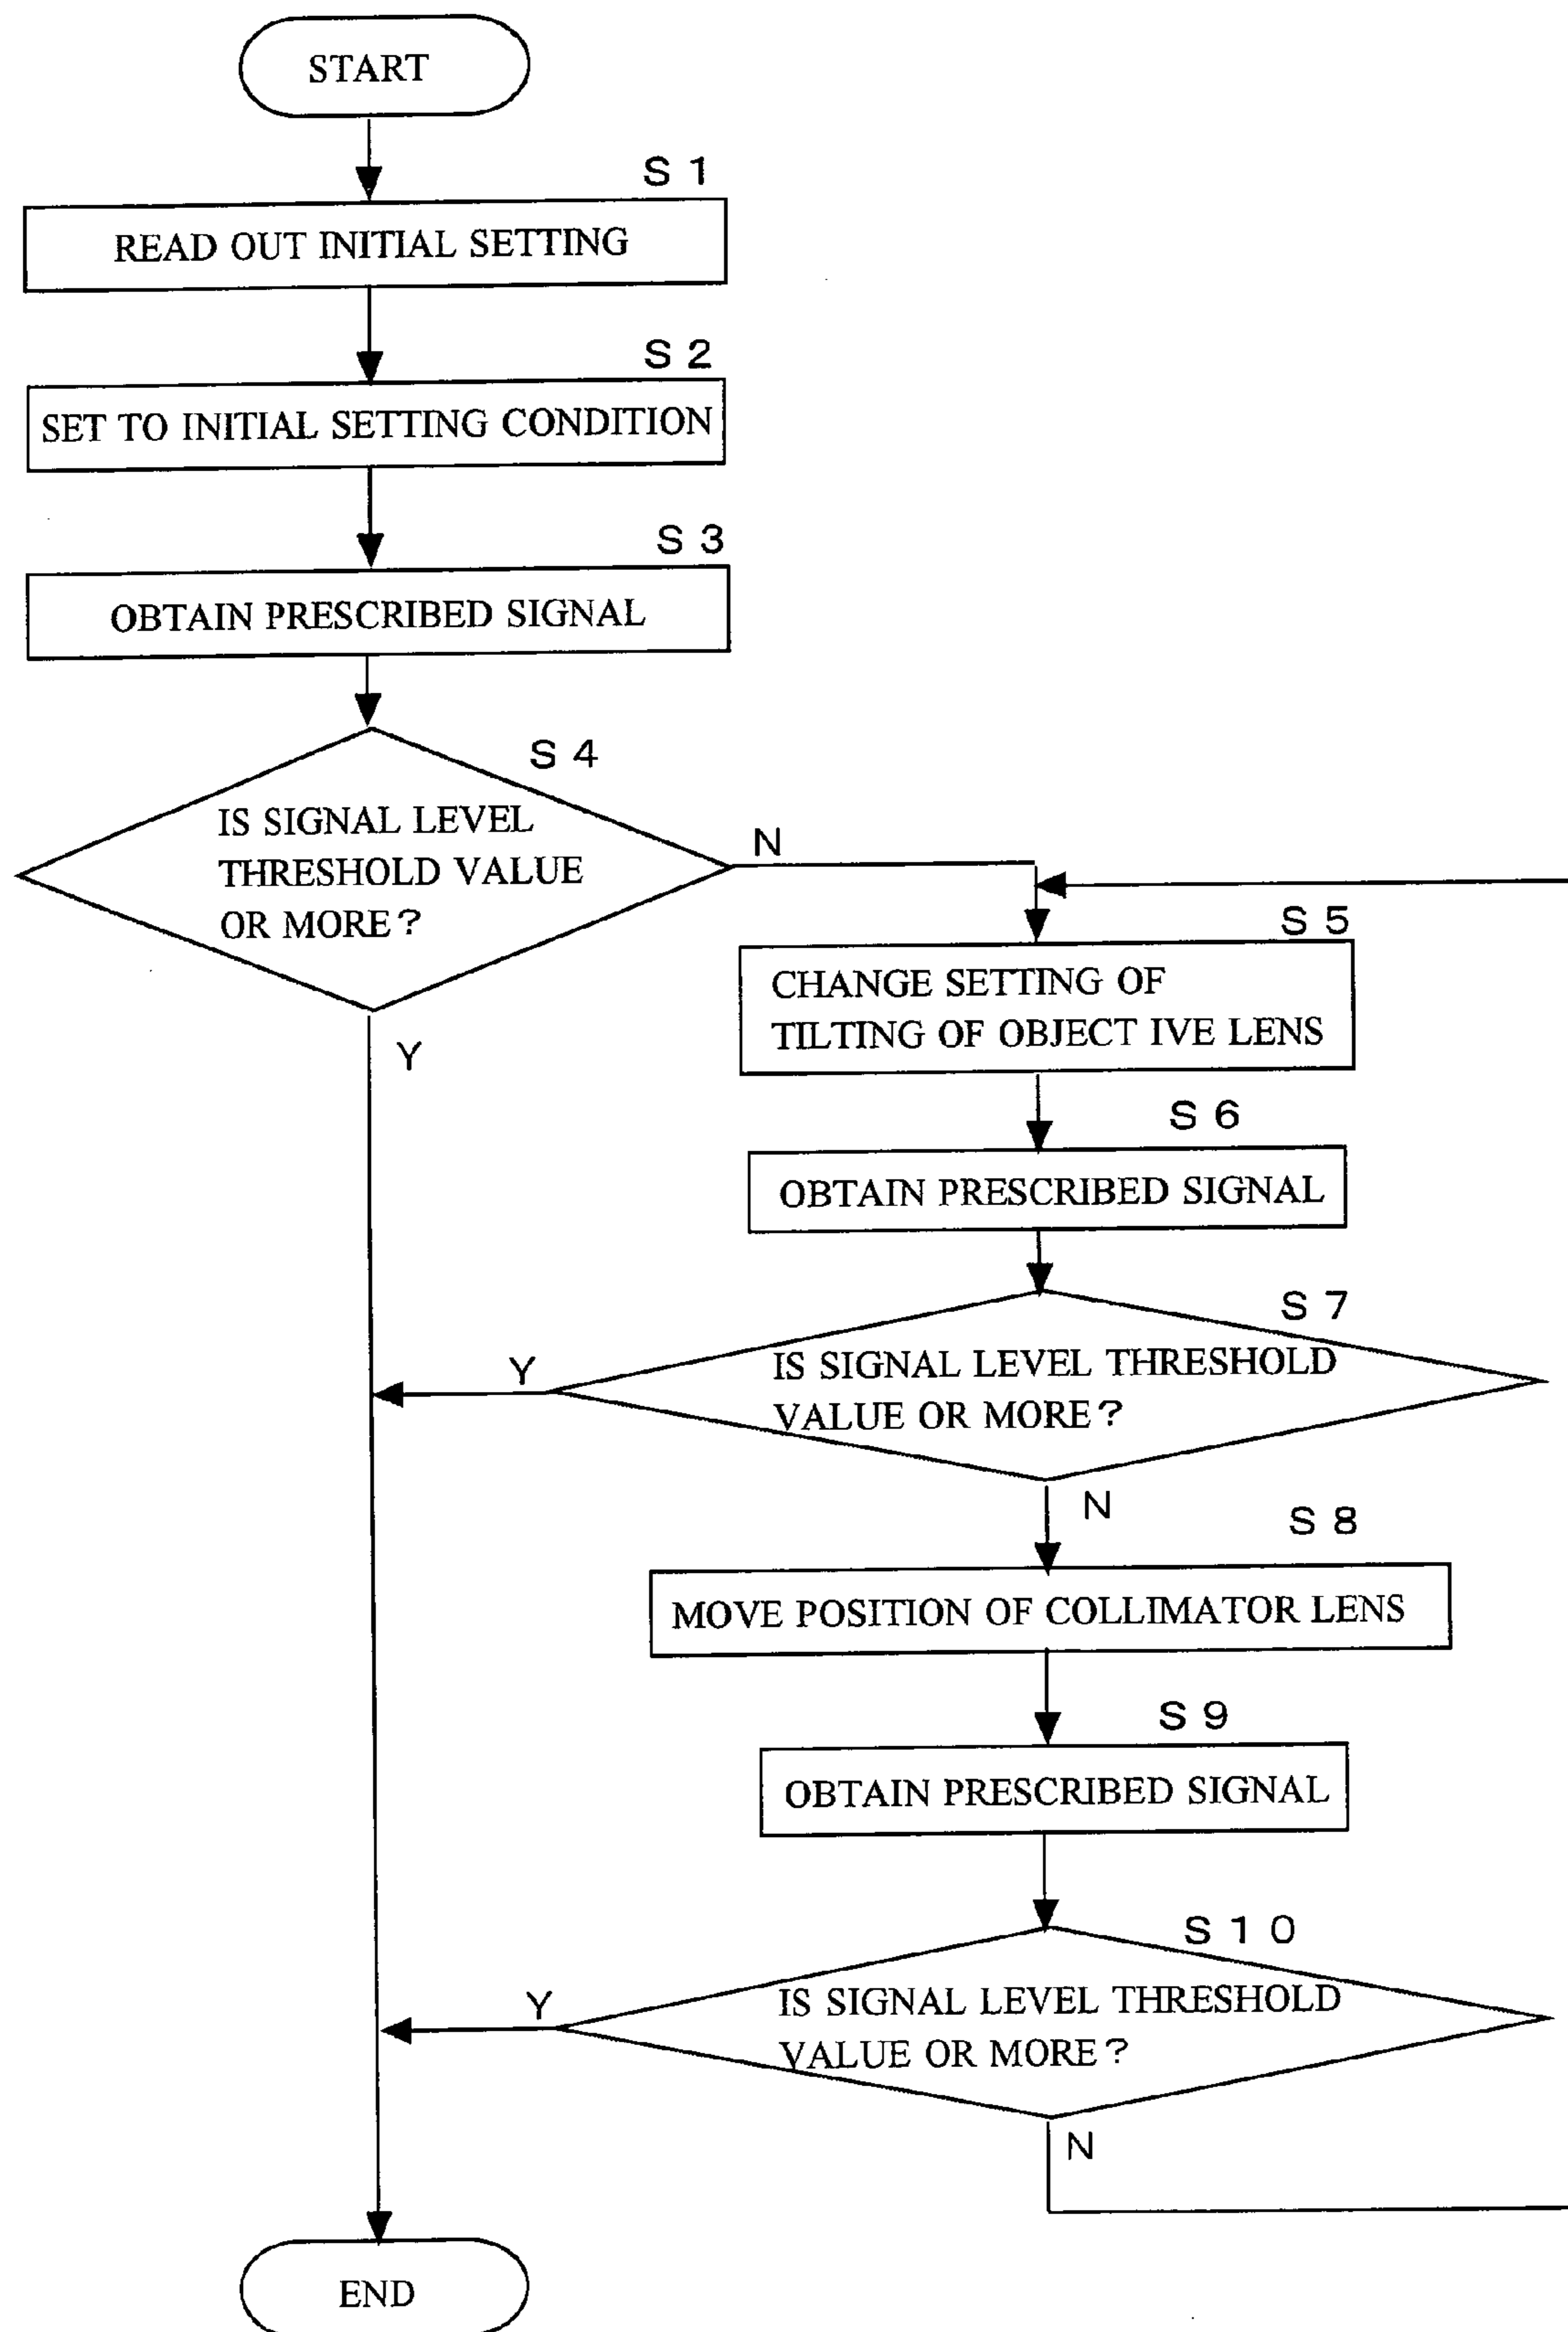 START
S 1
READ OUT INITIAL SETTING
S 2
SET TO INITIAL SETTING CONDITION
S 3
OBTAIN PRESCRIBED SIGNAL
S 4
IS SIGNAL LEVEL
THRESHOLD VALUE
OR MORE?
N
Y
S 5
CHANGE SETTING OF
TILTING OF OBJECT IVE LENS
S 6
OBTAIN PRESCRIBED SIGNAL
S 7
IS SIGNAL LEVEL THRESHOLD
VALUE OR MORE?
Y
N
S 8
MOVE POSITION OF COLLIMATOR LENS
S 9
OBTAIN PRESCRIBED SIGNAL
S 1 0
IS SIGNAL LEVEL THRESHOLD
VALUE OR MORE?
Y
N
END